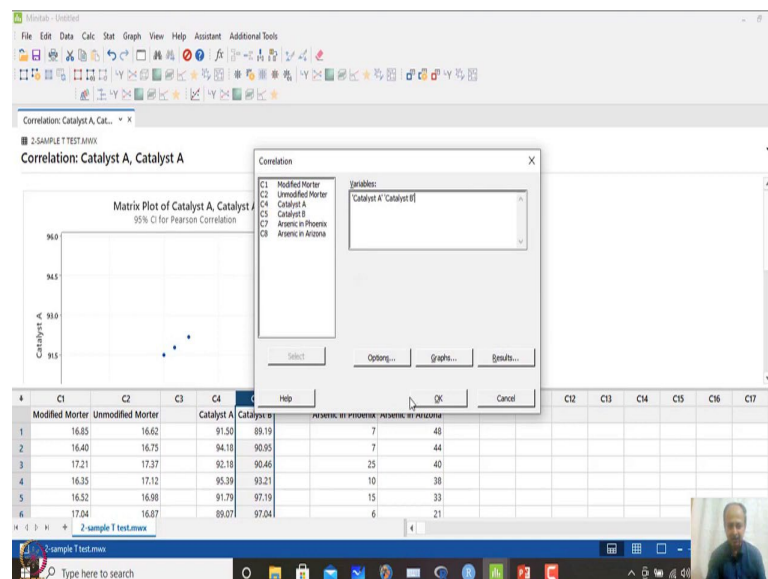 Minitab - Untitled
File Edit Data Calc Stat Graph View Help Assistant Additional Tools
Correlation: Catalyst A, Cat...
2-SAMPLE T TEST.MWX
Correlation: Catalyst A, Catalyst A
Matrix Plot of Catalyst A, Catalyst
95% CI for Pearson Correlation
96.0
94.5
93.0
91.5
Catalyst A
Correlation
C1 Modified Morter
C2 Unmodified Morter
C4 Catalyst A
C5 Catalyst B
C7 Arsenic in Phoenix
C8 Arsenic in Arizona
Variables:
'Catalyst A' 'Catalyst B'
Select
Options...
Graphs...
Results...
Help
OK
Cancel
C1 C2 C3 C4 C12 C13 C14 C15 C16 C17
Modified Morter Unmodified Morter Catalyst A Catalyst B Arsenic in Phoenix Arsenic in Arizona
1 16.85 16.62 91.50 89.19 7 48
2 16.40 16.75 94.18 90.95 7 44
3 17.21 17.37 92.18 90.46 25 40
4 16.35 17.12 95.39 93.21 10 38
5 16.52 16.98 91.79 97.19 15 33
6 17.04 16.87 89.07 97.04 6 21
2-sample T test.mwx
2-sample T test.mwx
Type here to search